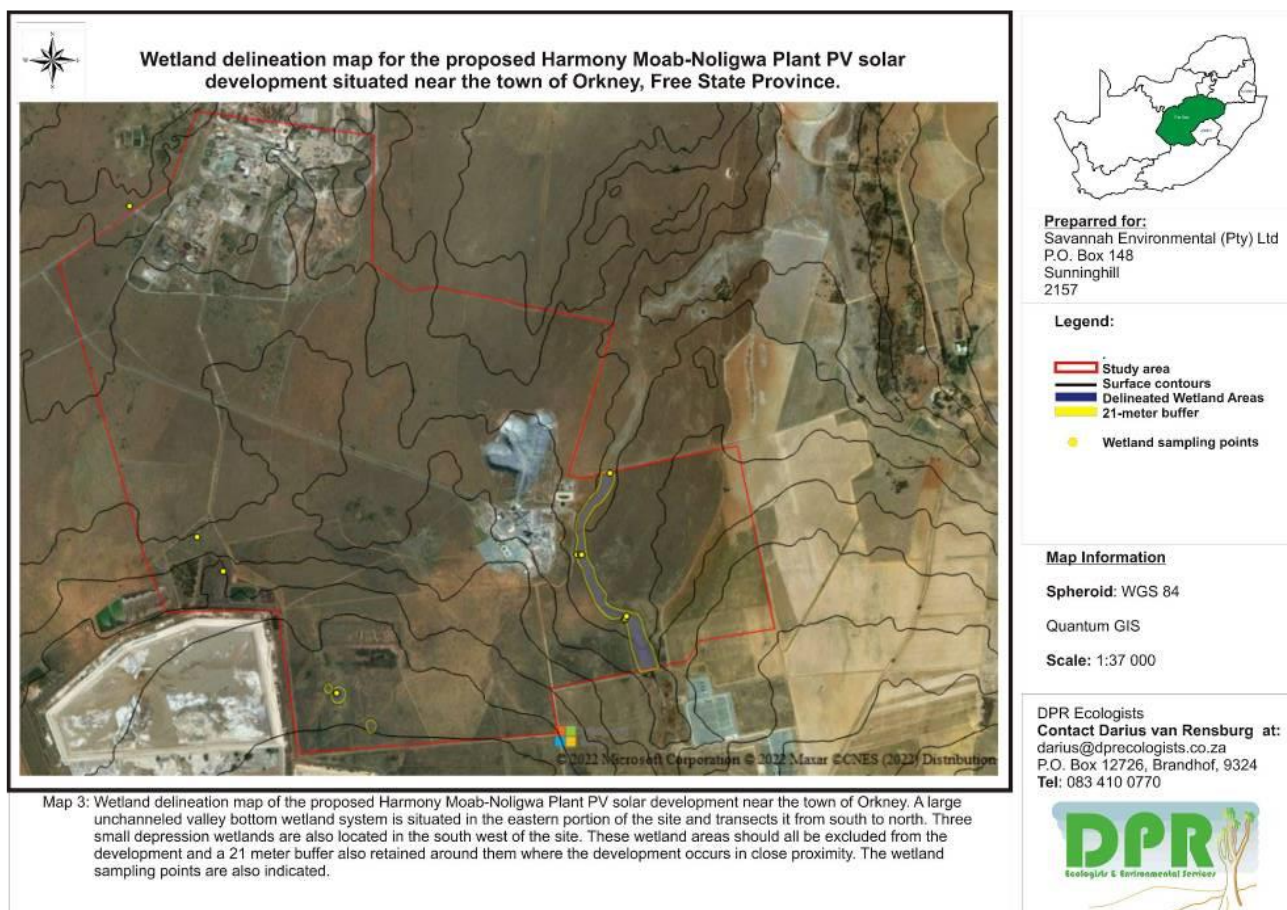 Wetland delineation map for the proposed Harmony Moab-Noligwa Plant PV solar
development situated near the town of Orkney, Free State Province.
N
© 2022 Microsoft Corporation © 2022 Maxar ©CNES (2022) Distribution
Map 3: Wetland delineation map of the proposed Harmony Moab-Noligwa Plant PV solar development near the town of Orkney. A large
unchanneled valley bottom wetland system is situated in the eastern portion of the site and transects it from south to north. Three
small depression wetlands are also located in the south west of the site. These wetland areas should all be excluded from the
development and a 21 meter buffer also retained around them where the development occurs in close proximity. The wetland
sampling points are also indicated.
Preparred for:
Savannah Environmental (Pty) Ltd
P.O. Box 148
Sunninghill
2157
Legend:
Study area
Surface contours
Delineated Wetland Areas
21-meter buffer
Wetland sampling points
Map Information
Spheroid: WGS 84
Quantum GIS
Scale: 1:37 000
DPR Ecologists
Contact Darius van Rensburg at:
darius@dprecologists.co.za
P.O. Box 12726, Brandhof, 9324
Tel: 083 410 0770
DPR
Ecologists & Environmental Services